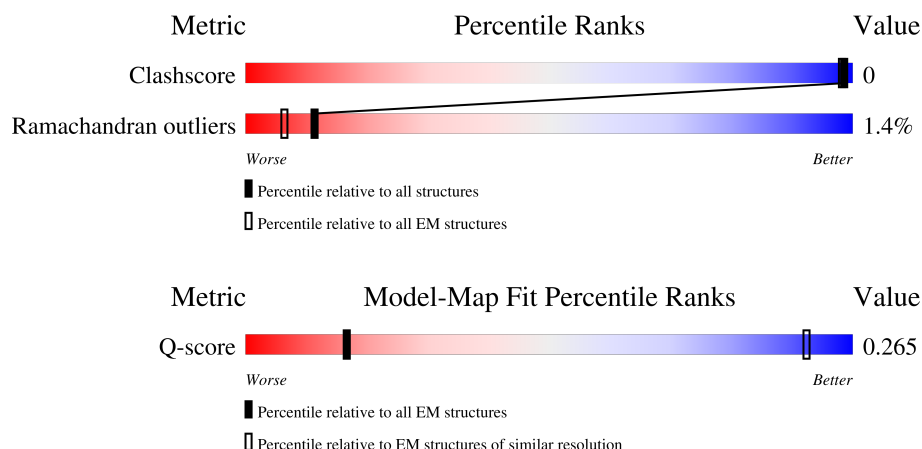 Metric Percentile Ranks Value
Clashscore 0
Ramachandran outliers 1.4%
Worse Better
Percentile relative to all structures
Percentile relative to all EM structures
Metric Model-Map Fit Percentile Ranks Value
Q-score 0.265
Worse Better
Percentile relative to all EM structures
Percentile relative to EM structures of similar resolution